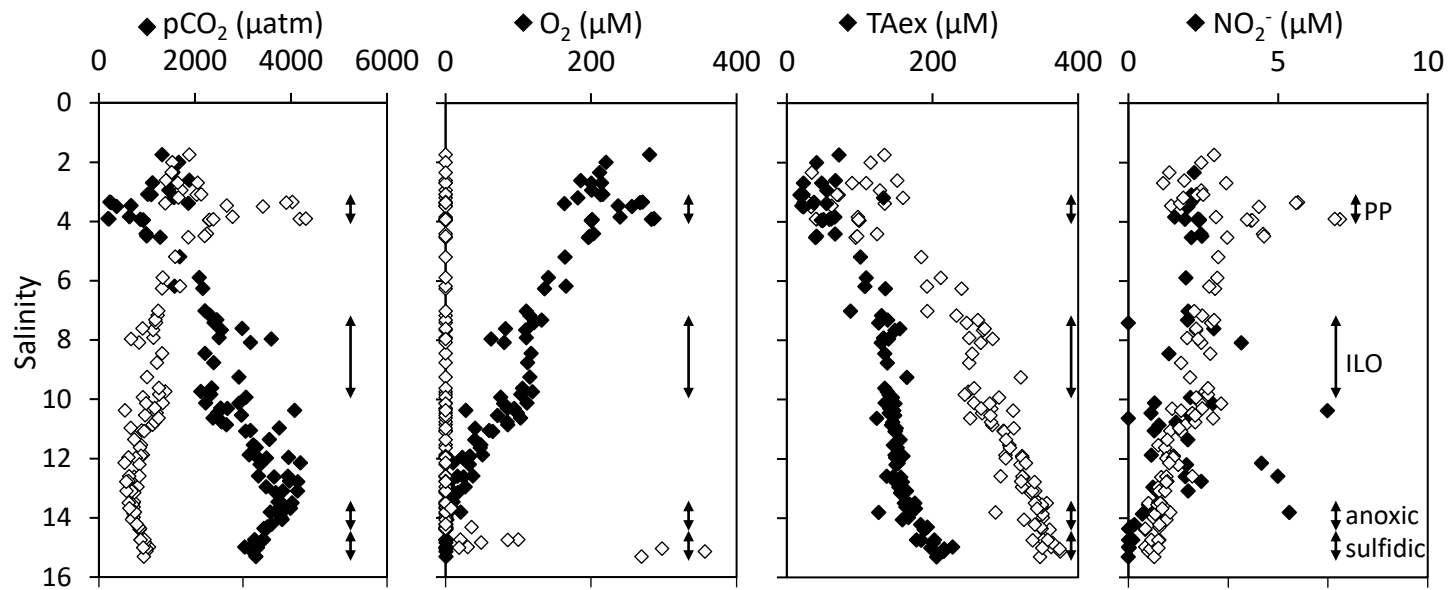 ◆ pCO₂ (µatm) ◆ O₂ (µM) ◆ TAex (µM) ◆ NO₂⁻ (µM)
0 2000 4000 6000 0 200 400 0 200 400 0 5 10
0
2
4
6
8
10
12
14
16
Salinity
PP
ILO
anoxic
sulfidic